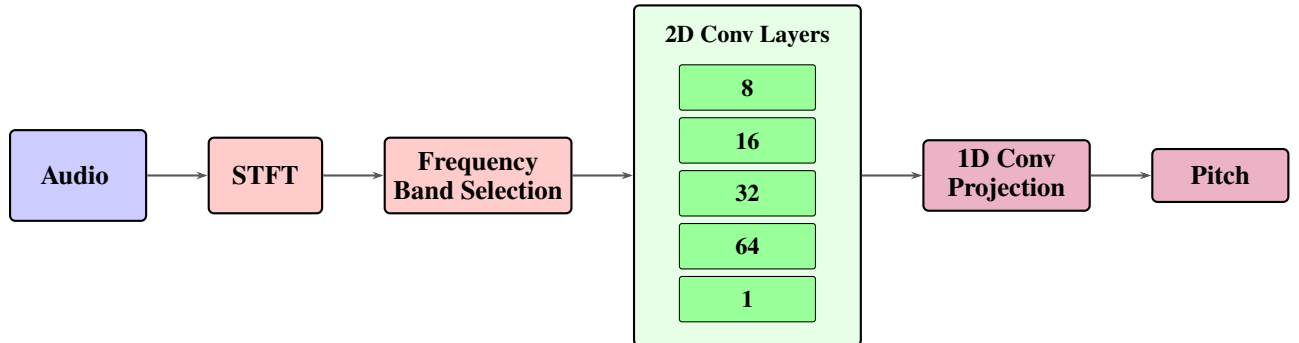 Audio
STFT
Frequency
Band Selection
2D Conv Layers
8
16
32
64
1
1D Conv
Projection
Pitch